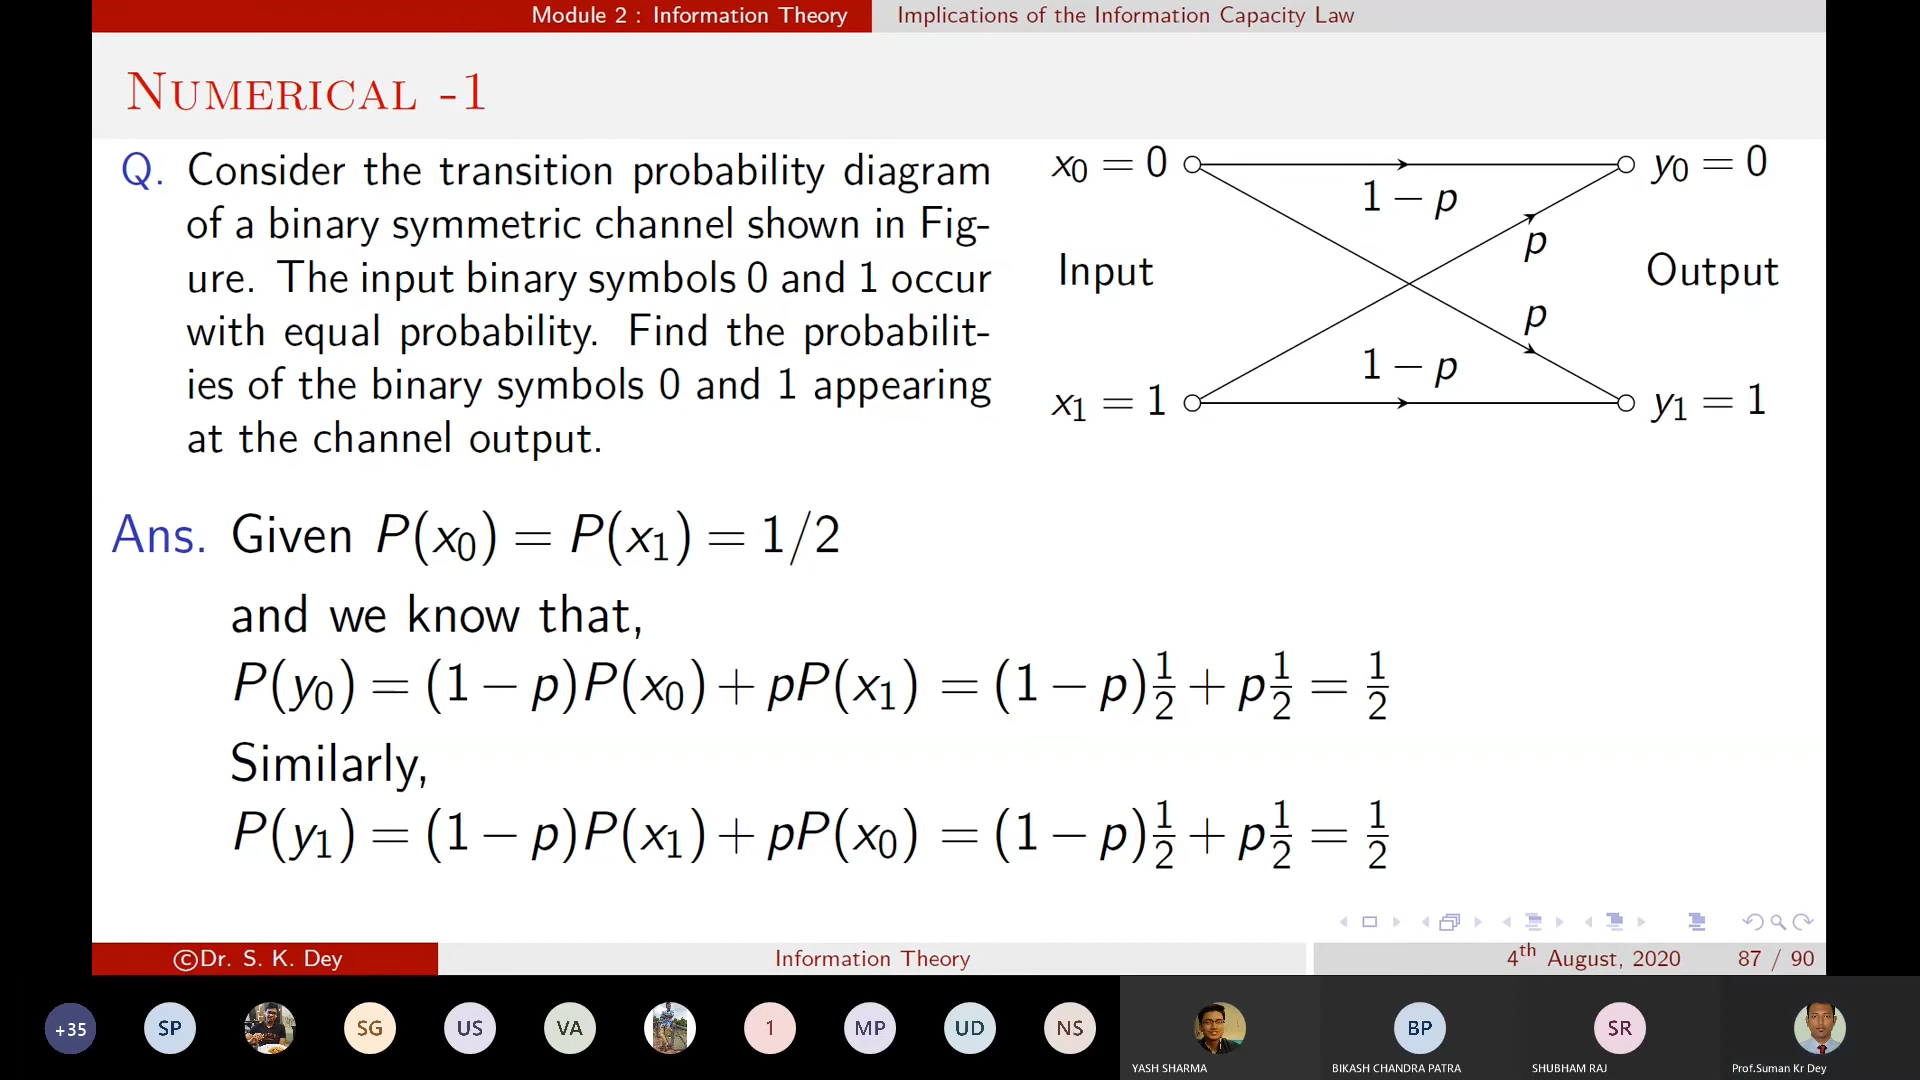 Module 2 : Information Theory
Implications of the Information Capacity Law
NUMERICAL -1
Q. Consider the transition probability diagram
of a binary symmetric channel shown in Fig-
ure. The input binary symbols 0 and 1 occur
with equal probability. Find the probabilit-
ies of the binary symbols 0 and 1 appearing
at the channel output.
x₀ = 0
y₀ = 0
1 − p
p
Input
Output
p
1 − p
x₁ = 1
y₁ = 1
Ans. Given P(x₀) = P(x₁) = 1/2
and we know that,
P(y₀) = (1 − p)P(x₀) + pP(x₁) = (1 − p)½ + p½ = ½
Similarly,
P(y₁) = (1 − p)P(x₁) + pP(x₀) = (1 − p)½ + p½ = ½
©Dr. S. K. Dey
Information Theory
4th August, 2020
87 / 90
+35
SP
SG
US
VA
1
MP
UD
NS
BP
SR
YASH SHARMA
BIKASH CHANDRA PATRA
SHUBHAM RAJ
Prof.Suman Kr Dey